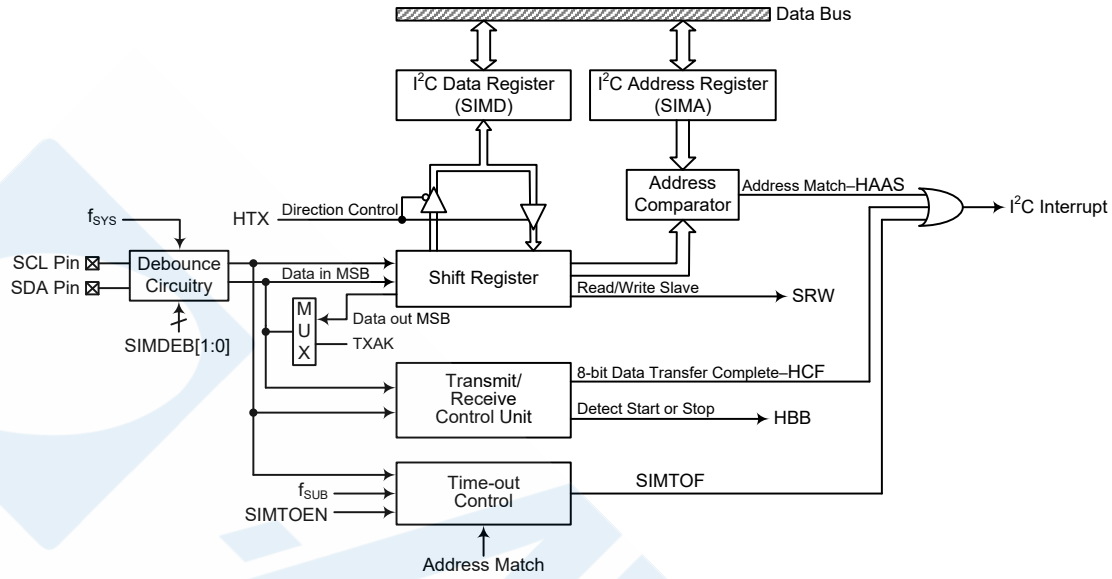 Data Bus
I²C Data Register
(SIMD)
I²C Address Register
(SIMA)
Address
Comparator
Address Match–HAAS
I²C Interrupt
HTX
Direction Control
fSYS
SCL Pin
SDA Pin
Debounce
Circuitry
SIMDEB[1:0]
Data in MSB
Shift Register
Read/Write Slave
SRW
M
U
X
Data out MSB
TXAK
Transmit/
Receive
Control Unit
8-bit Data Transfer Complete–HCF
Detect Start or Stop
HBB
Time-out
Control
SIMTOF
fSUB
SIMTOEN
Address Match